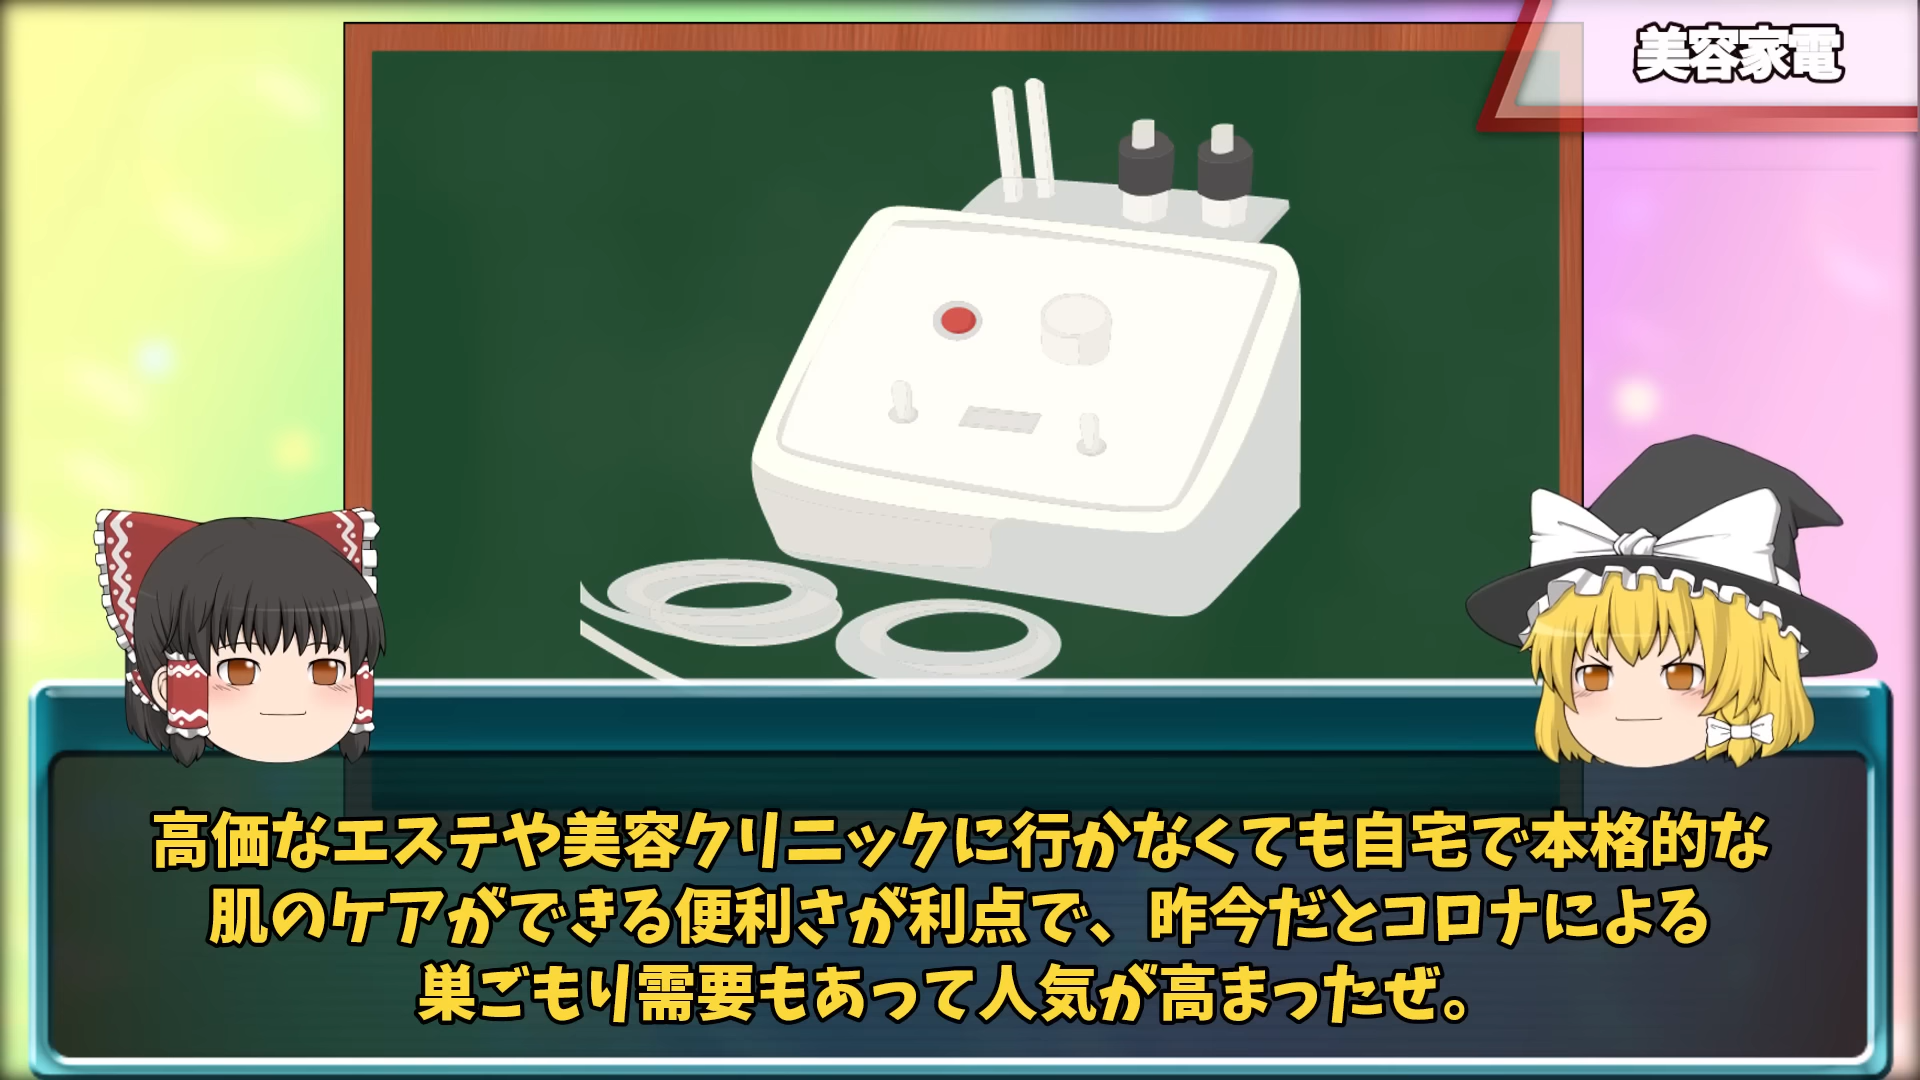 美容家電
高価なエステや美容クリニックに行かなくても自宅で本格的な
肌のケアができる便利さが利点で、昨今だとコロナによる
巣ごもり需要もあって人気が高まったぜ。